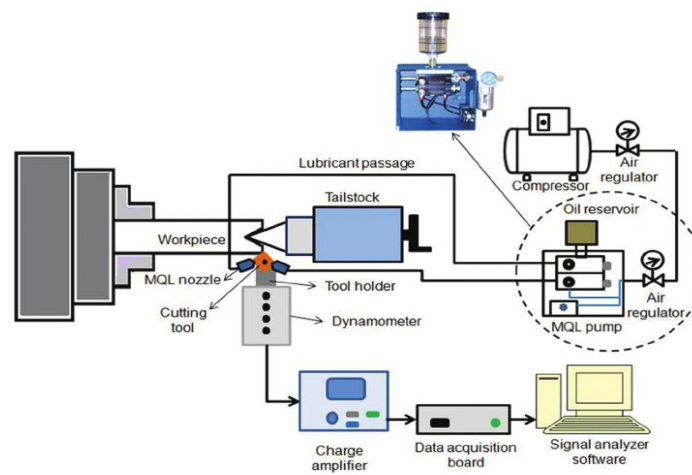 Lubricant passage
Compressor
Air
regulator
Tailstock
Oil reservoir
Workpiece
MQL nozzle
Tool holder
Cutting
tool
Dynamometer
MQL pump
Air
regulator
Charge
amplifier
Data acquisition
board
Signal analyzer
software